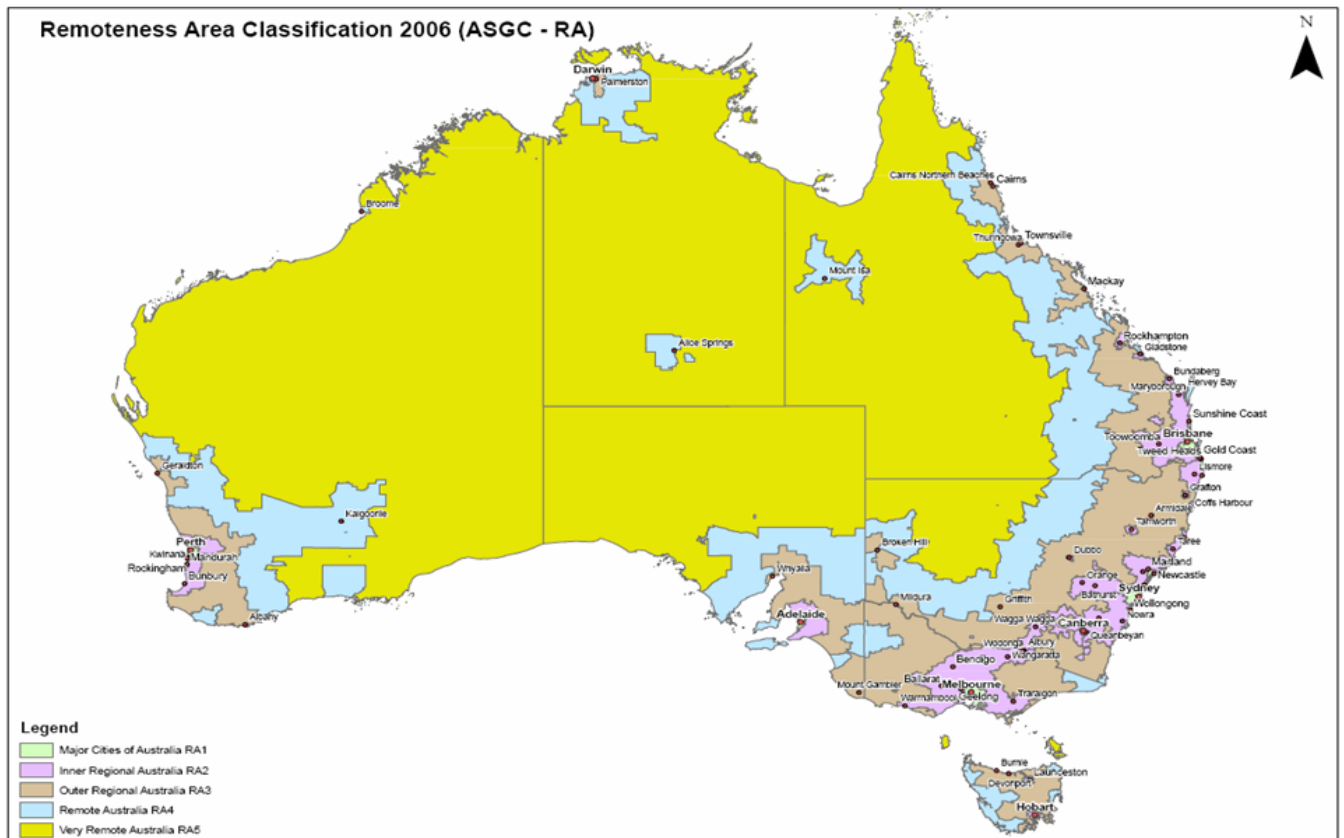 Remoteness Area Classification 2006 (ASGC - RA)
N
Darwin
Palmerston
Cairns Northern Beaches
Cairns
Broome
Thuringowa
Townsville
Mount Isa
Mackay
Alice Springs
Rockhampton
Gladstone
Bundaberg
Maryborough
Hervey Bay
Sunshine Coast
Toowoomba
Brisbane
Tweed Heads
Gold Coast
Geraldton
Lismore
Grafton
Coffs Harbour
Kalgoorlie
Armidale
Tamworth
Perth
Broken Hill
Taree
Kwinana
Mandurah
Dubbo
Rockingham
Maitland
Newcastle
Whyalla
Orange
Bunbury
Bathurst
Sydney
Mildura
Griffith
Wollongong
Albany
Adelaide
Nowra
Wagga Wagga
Canberra
Queanbeyan
Wodonga
Albury
Wangaratta
Bendigo
Ballarat
Mount Gambier
Melbourne
Warrnambool
Geelong
Traralgon
Burnie
Launceston
Devonport
Hobart
Legend
Major Cities of Australia RA1
Inner Regional Australia RA2
Outer Regional Australia RA3
Remote Australia RA4
Very Remote Australia RA5